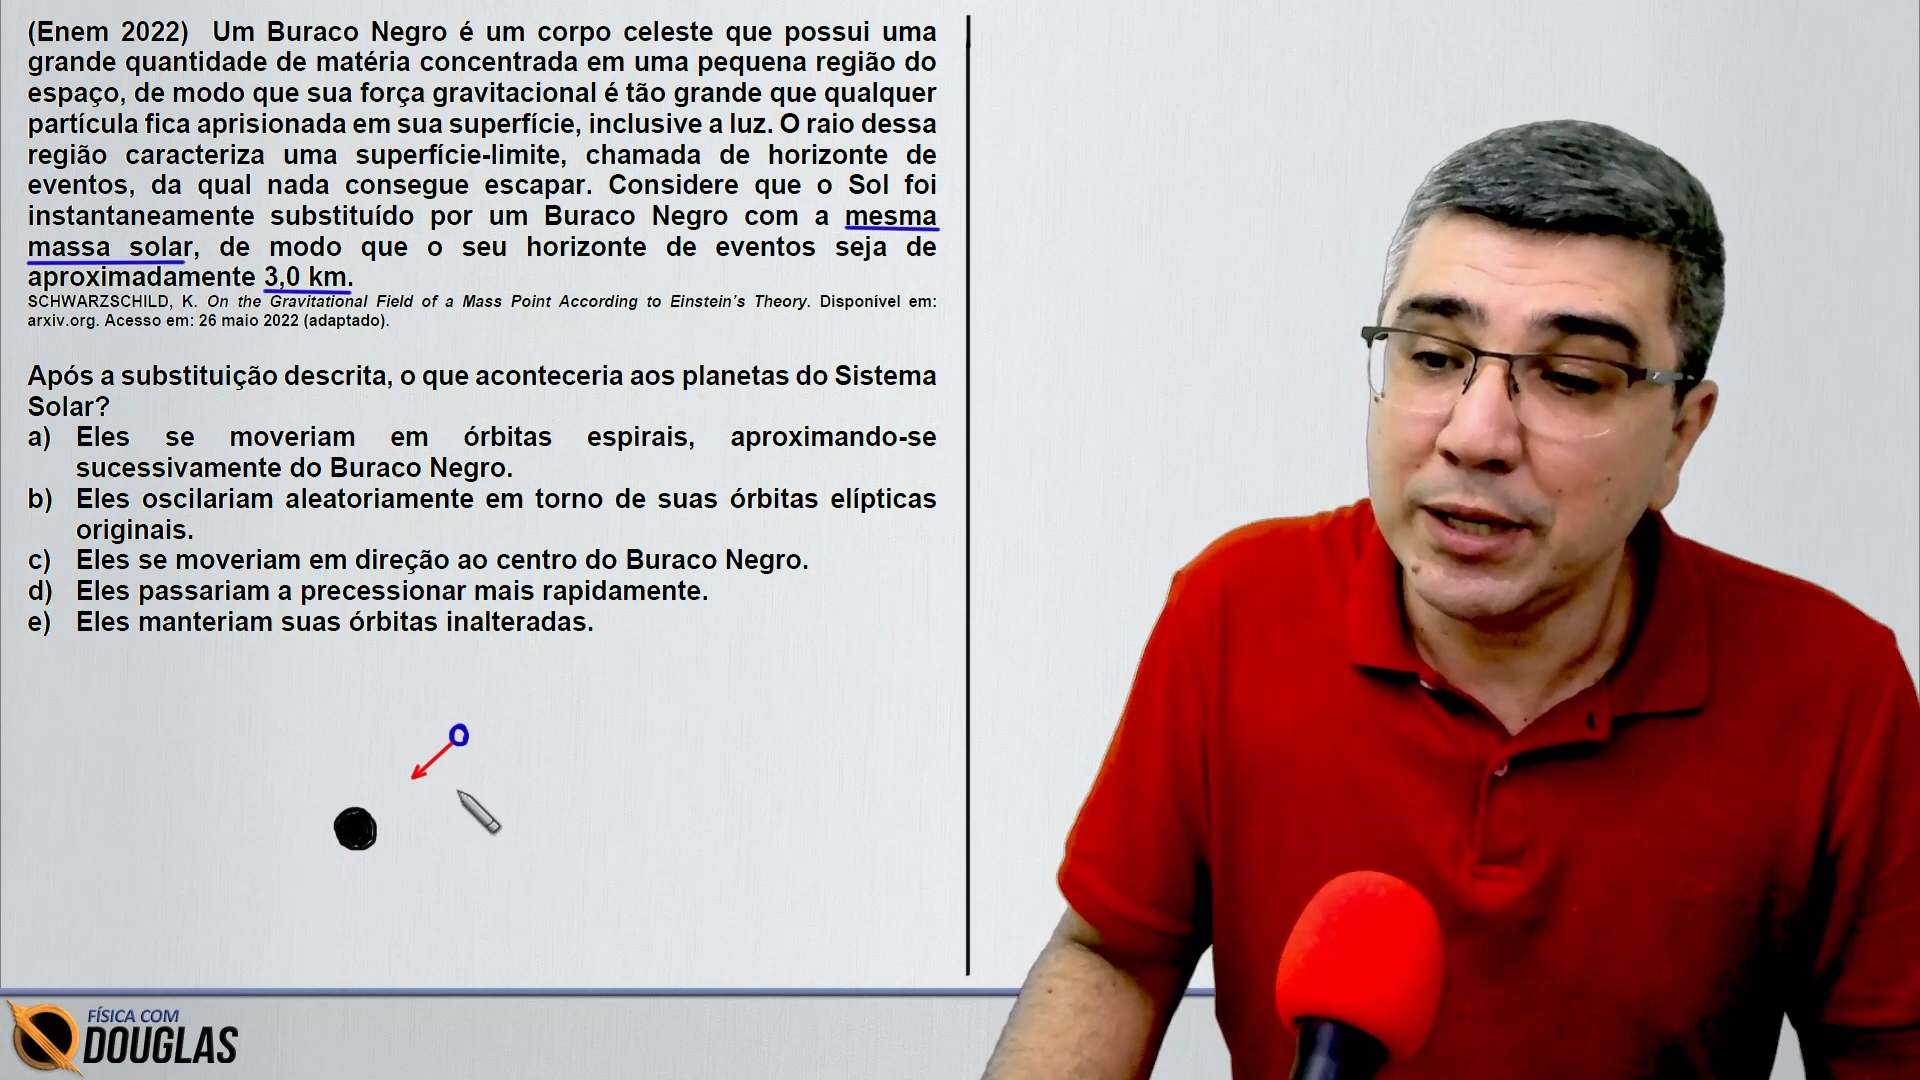 (Enem 2022) Um Buraco Negro é um corpo celeste que possui uma
grande quantidade de matéria concentrada em uma pequena região do
espaço, de modo que sua força gravitacional é tão grande que qualquer
partícula fica aprisionada em sua superfície, inclusive a luz. O raio dessa
região caracteriza uma superfície-limite, chamada de horizonte de
eventos, da qual nada consegue escapar. Considere que o Sol foi
instantaneamente substituído por um Buraco Negro com a mesma
massa solar, de modo que o seu horizonte de eventos seja de
aproximadamente 3,0 km.
SCHWARZSCHILD, K. On the Gravitational Field of a Mass Point According to Einstein's Theory. Disponível em:
arxiv.org. Acesso em: 26 maio 2022 (adaptado).
Após a substituição descrita, o que aconteceria aos planetas do Sistema
Solar?
a) Eles se moveriam em órbitas espirais, aproximando-se
sucessivamente do Buraco Negro.
b) Eles oscilariam aleatoriamente em torno de suas órbitas elípticas
originais.
c) Eles se moveriam em direção ao centro do Buraco Negro.
d) Eles passariam a precessionar mais rapidamente.
e) Eles manteriam suas órbitas inalteradas.
FÍSICA COM
DOUGLAS